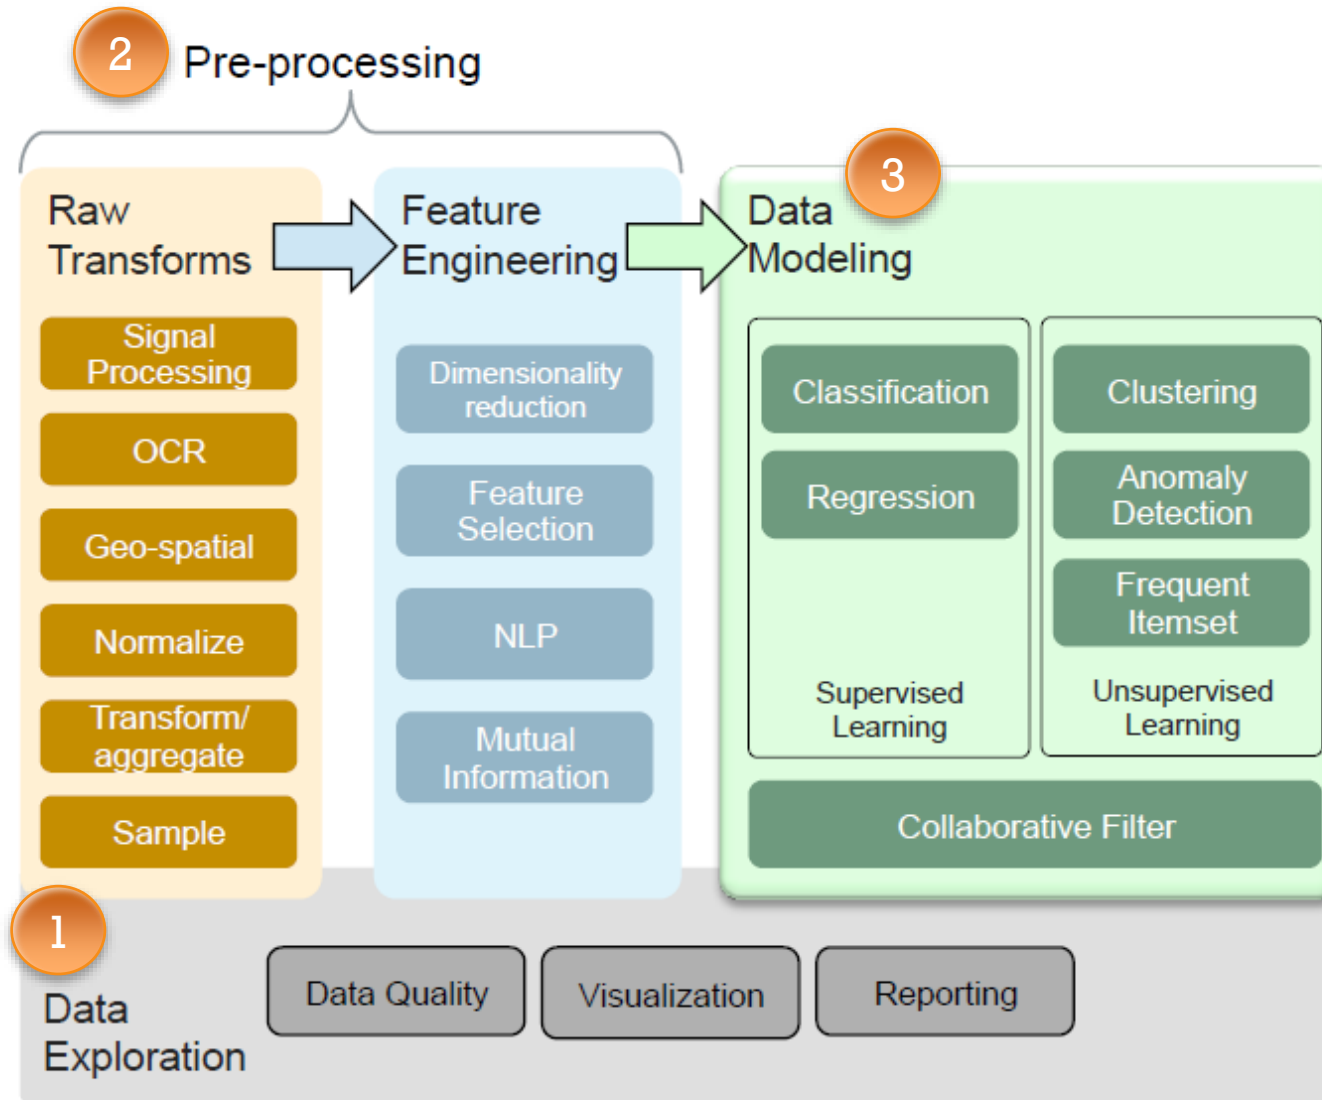 2
Pre-processing
Raw
Transforms
Signal
Processing
OCR
Geo-spatial
Normalize
Transform/
aggregate
Sample
Feature
Engineering
Dimensionality
reduction
Feature
Selection
NLP
Mutual
Information
3
Data
Modeling
Classification
Regression
Supervised
Learning
Clustering
Anomaly
Detection
Frequent
Itemset
Unsupervised
Learning
Collaborative Filter
1
Data
Exploration
Data Quality
Visualization
Reporting